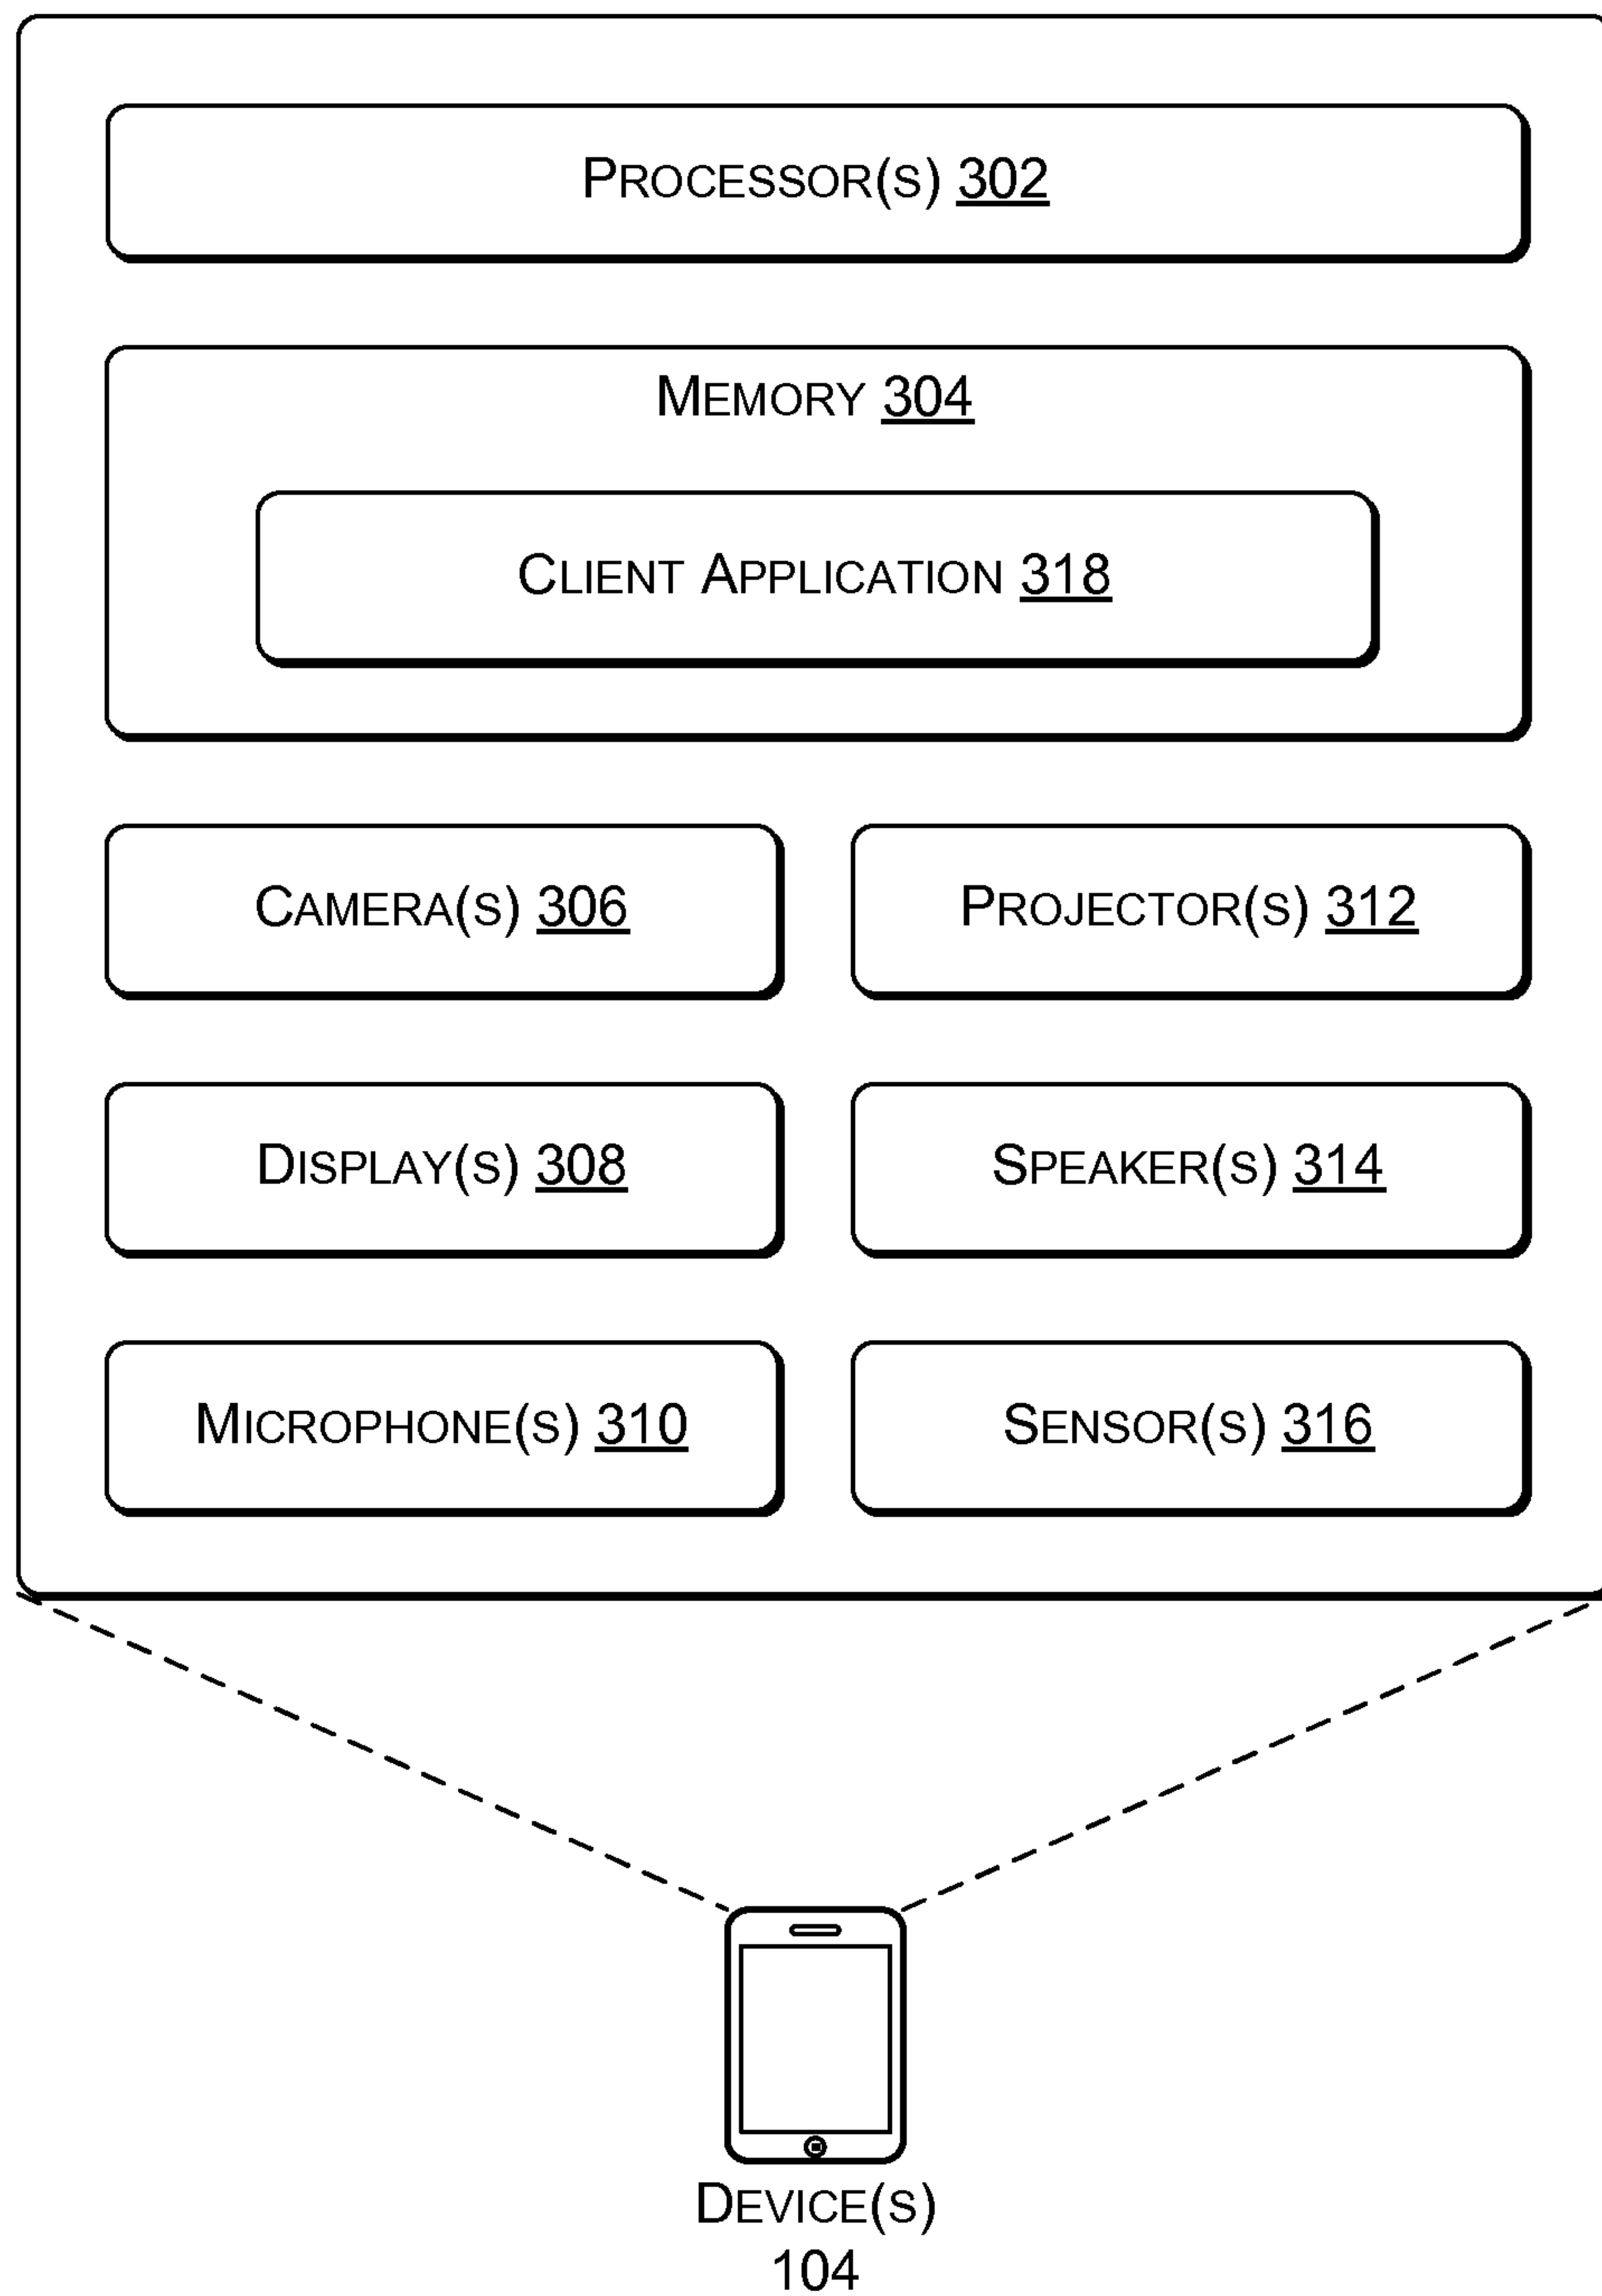 PROCESSOR(S) 302
MEMORY 304
CLIENT APPLICATION 318
CAMERA(S) 306
PROJECTOR(S) 312
DISPLAY(S) 308
SPEAKER(S) 314
MICROPHONE(S) 310
SENSOR(S) 316
DEVICE(S)
104